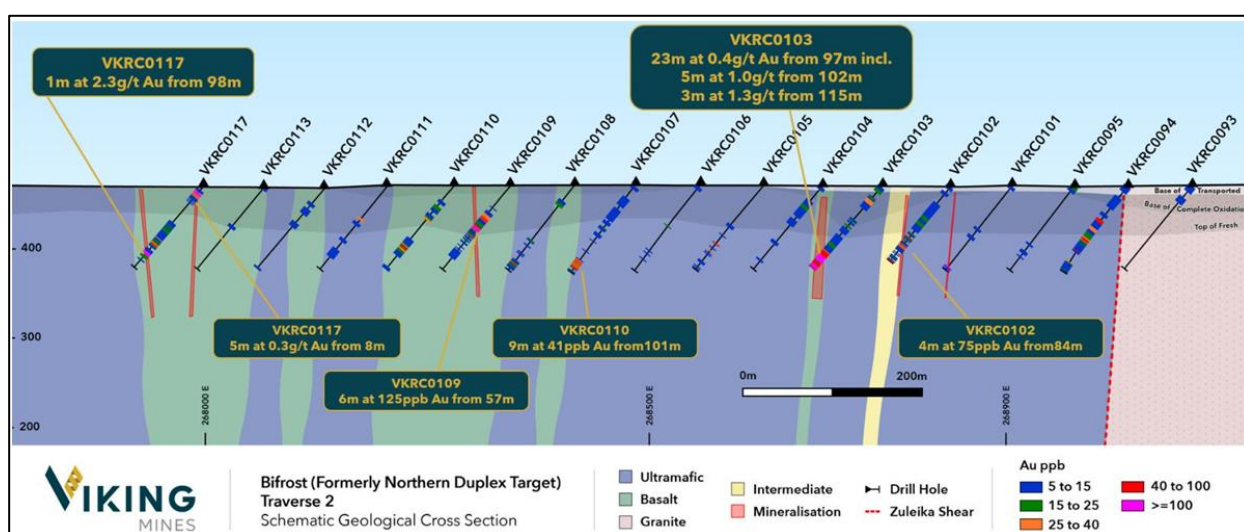 VKRC0117
1m at 2.3g/t Au from 98m
VKRC0103
23m at 0.4g/t Au from 97m incl.
5m at 1.0g/t from 102m
3m at 1.3g/t from 115m
VKRC0117
VKRC0113
VKRC0112
VKRC0111
VKRC0110
VKRC0109
VKRC0108
VKRC0107
VKRC0106
VKRC0105
VKRC0104
VKRC0103
VKRC0102
VKRC0101
VKRC0095
VKRC0094
VKRC0093
Base of Transported
Base of Complete Oxidation
Top of Fresh
400
300
200
VKRC0117
5m at 0.3g/t Au from 8m
VKRC0109
6m at 125ppb Au from 57m
VKRC0110
9m at 41ppb Au from101m
VKRC0102
4m at 75ppb Au from84m
0m
200m
268000 E
268500 E
268900 E
VIKING
MINES
Bifrost (Formerly Northern Duplex Target)
Traverse 2
Schematic Geological Cross Section
Ultramafic
Basalt
Granite
Intermediate
Mineralisation
Drill Hole
Zuleika Shear
Au ppb
5 to 15
15 to 25
25 to 40
40 to 100
>=100